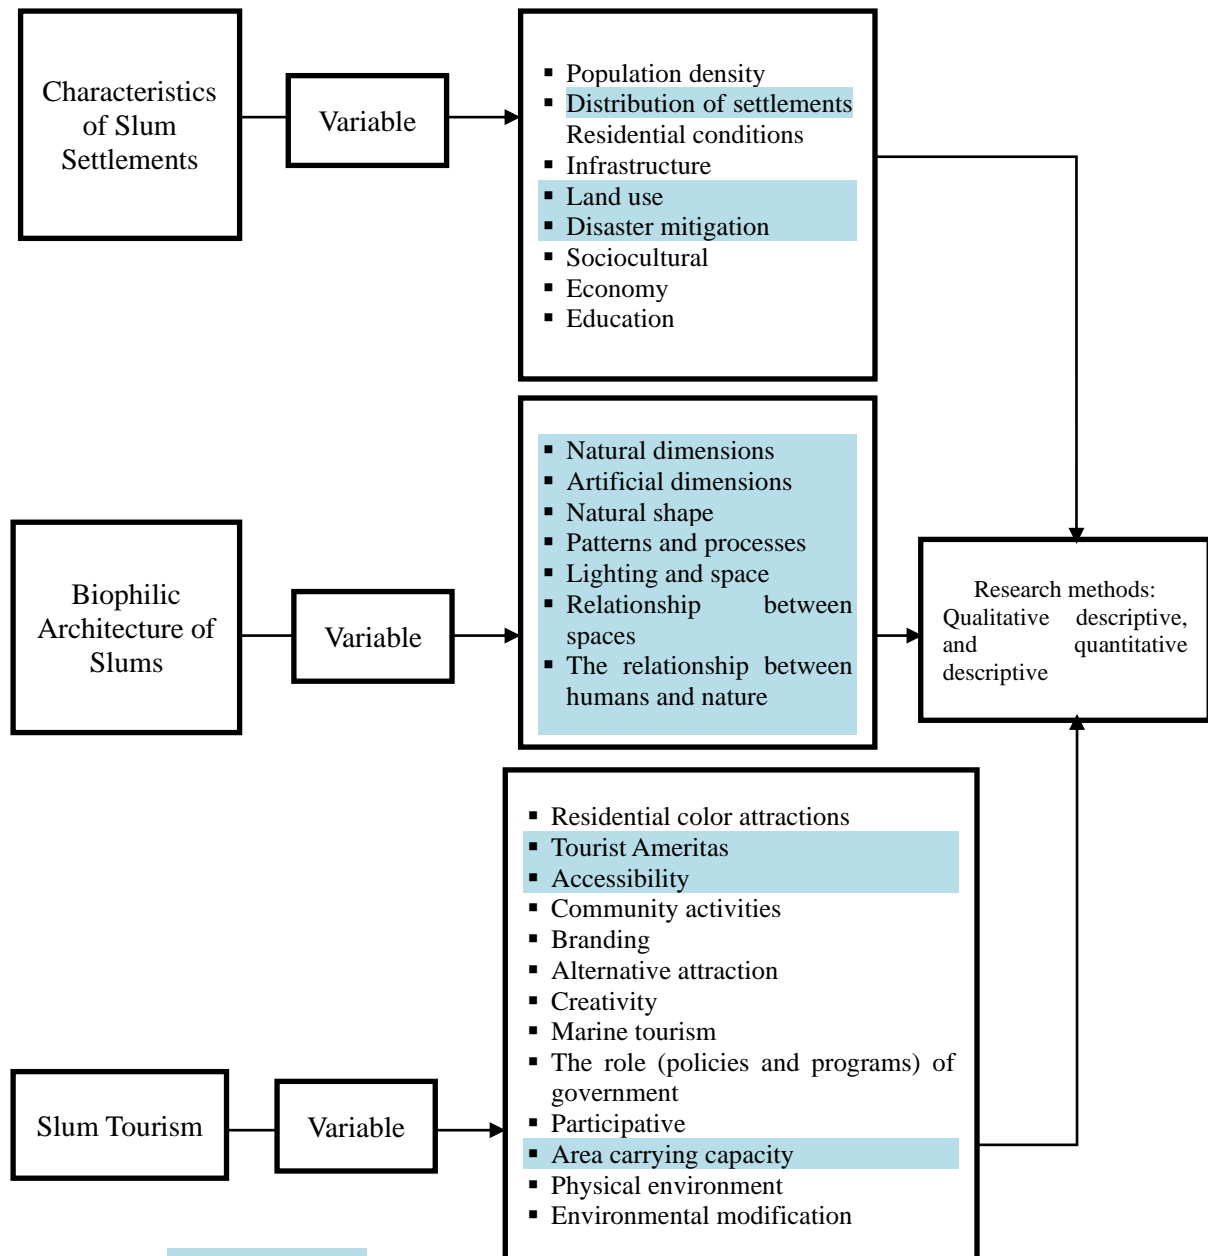 Characteristics
of Slum
Settlements
Variable
▪ Population density
▪ Distribution of settlements
Residential conditions
▪ Infrastructure
▪ Land use
▪ Disaster mitigation
▪ Sociocultural
▪ Economy
▪ Education
Biophilic
Architecture of
Slums
Variable
▪ Natural dimensions
▪ Artificial dimensions
▪ Natural shape
▪ Patterns and processes
▪ Lighting and space
▪ Relationship between
spaces
▪ The relationship between
humans and nature
Research methods:
Qualitative descriptive,
and quantitative
descriptive
Slum Tourism
Variable
▪ Residential color attractions
▪ Tourist Ameritas
▪ Accessibility
▪ Community activities
▪ Branding
▪ Alternative attraction
▪ Creativity
▪ Marine tourism
▪ The role (policies and programs) of
government
▪ Participative
▪ Area carrying capacity
▪ Physical environment
▪ Environmental modification